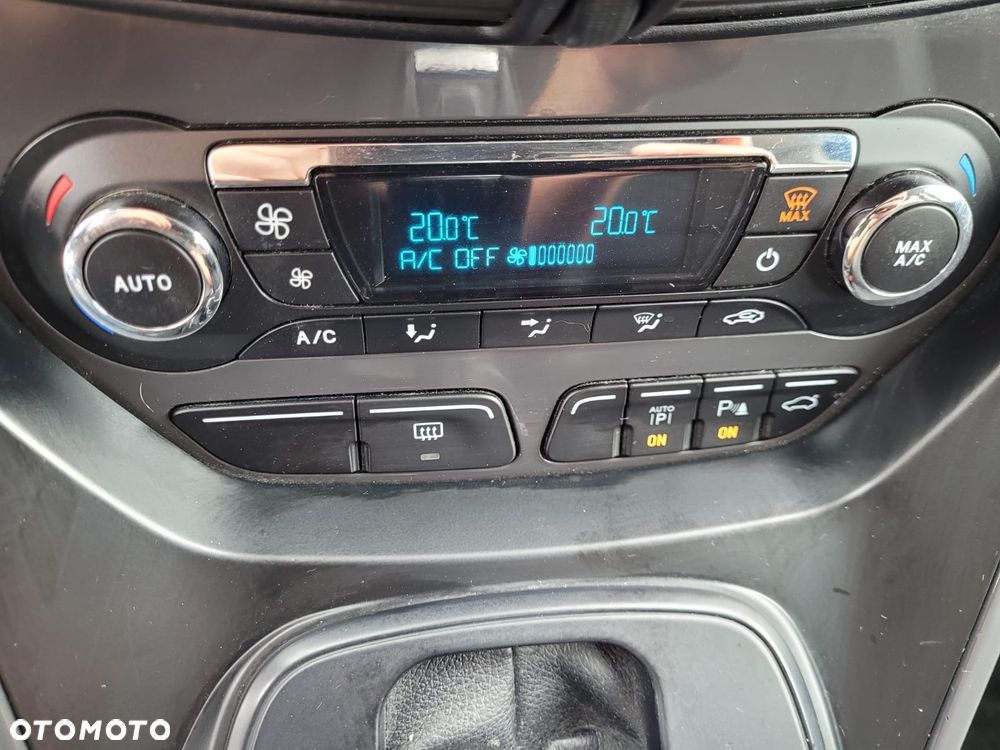 20.0°C 20.0°C
A/C OFF
MAX
AUTO
MAX
A/C
A/C
AUTO
P
ON
P
ON
OTOMOTO